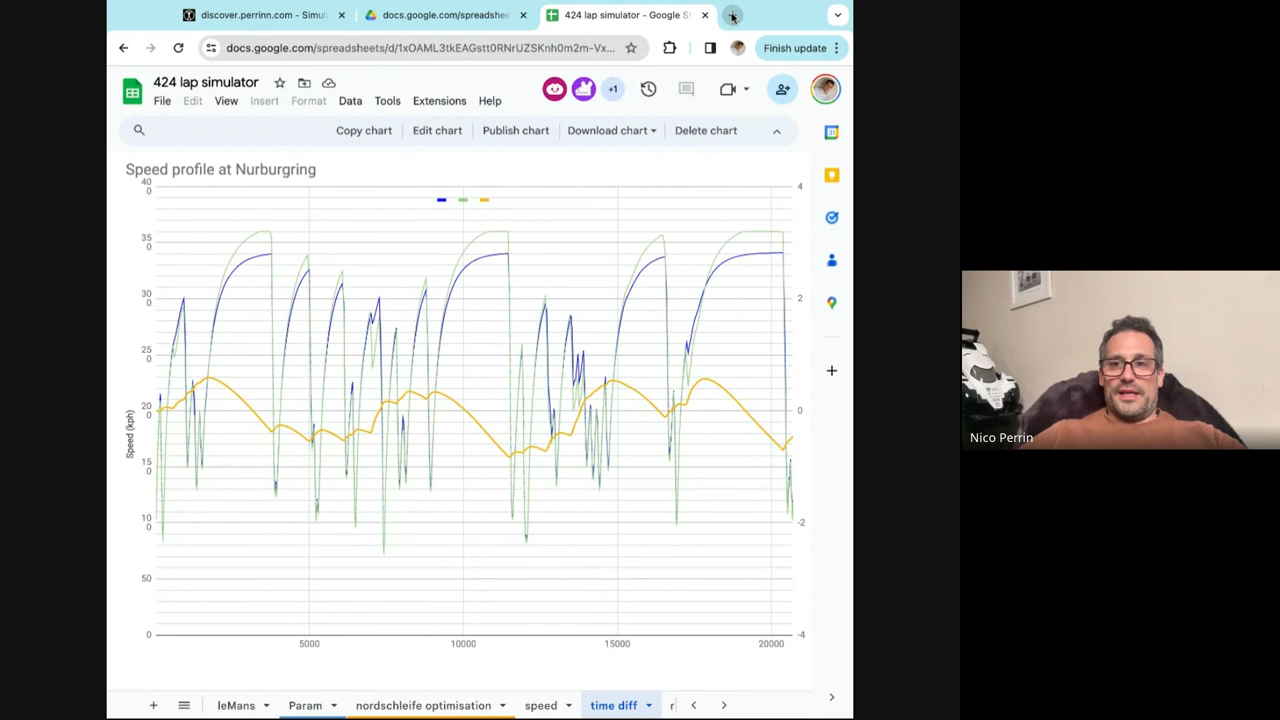 discover.perrinn.com - Simula
docs.google.com/spreadshee
424 lap simulator - Google Sh
docs.google.com/spreadsheets/d/1xOAML3tkEAGstt0RNrUZSKnh0m2m-Vx...
Finish update
424 lap simulator
+1
File Edit View Insert Format Data Tools Extensions Help
Copy chart Edit chart Publish chart Download chart Delete chart
Speed profile at Nurburgring
40
0
35
0
30
0
25
0
20
0
15
0
10
0
50
0
Speed (kph)
4
2
0
-2
-4
5000 10000 15000 20000
Nico Perrin
leMans Param nordschleife optimisation speed time diff r